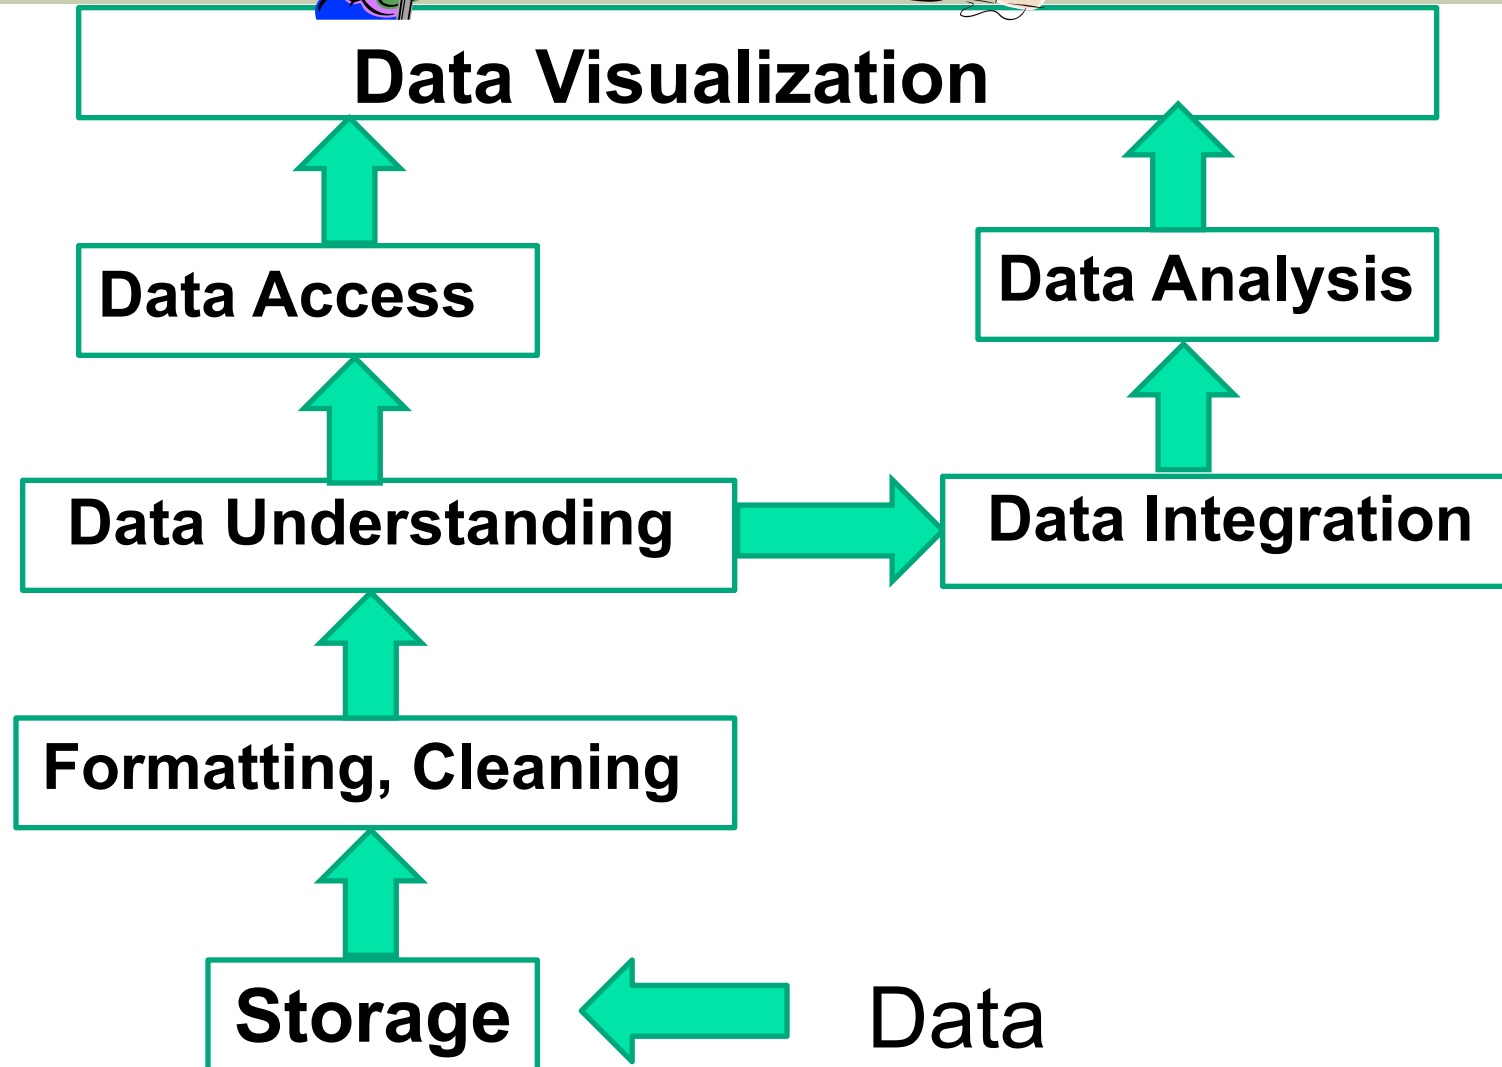 Data Visualization
Data Access
Data Analysis
Data Understanding
Data Integration
Formatting, Cleaning
Storage
Data